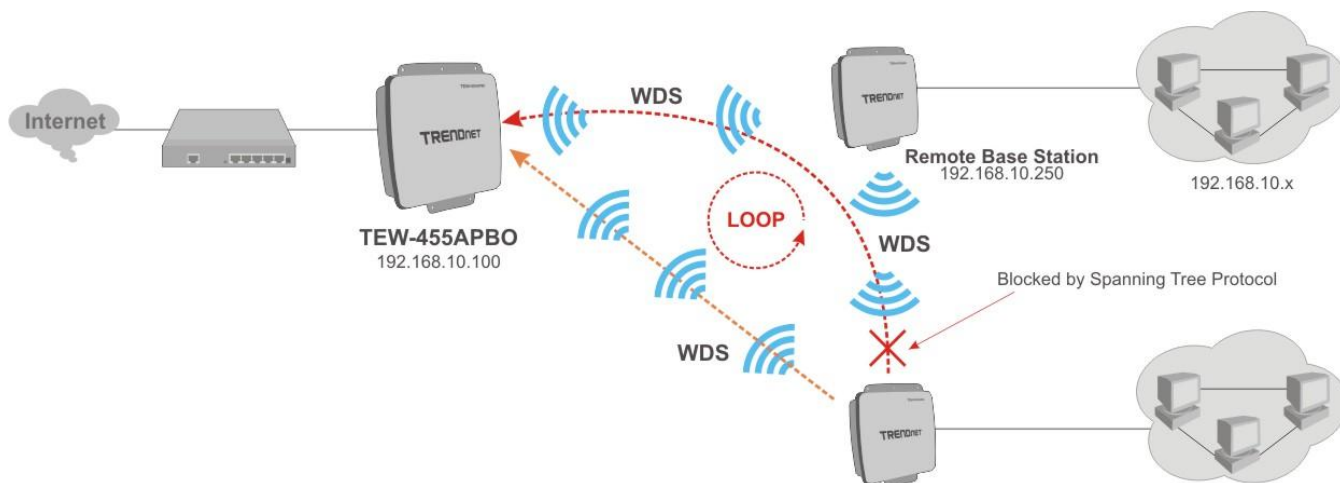 Internet
TRENDNET
TEW-455APBO
192.168.10.100
WDS
LOOP
WDS
WDS
TRENDNET
Remote Base Station
192.168.10.250
192.168.10.x
Blocked by Spanning Tree Protocol
TRENDNET